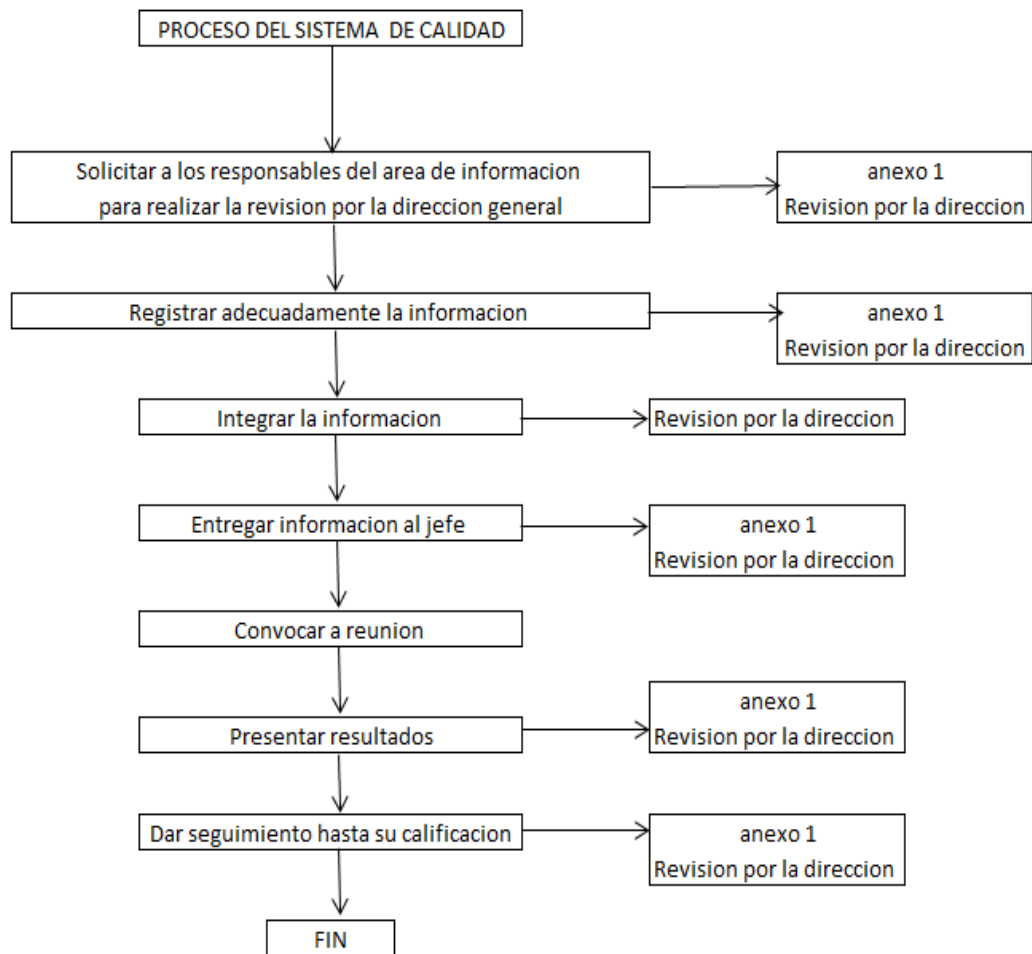 PROCESO DEL SISTEMA DE CALIDAD
Solicitar a los responsables del area de informacion
para realizar la revision por la direccion general
anexo 1
Revision por la direccion
Registrar adecuadamente la informacion
anexo 1
Revision por la direccion
Integrar la informacion
Revision por la direccion
Entregar informacion al jefe
anexo 1
Revision por la direccion
Convocar a reunion
Presentar resultados
anexo 1
Revision por la direccion
Dar seguimiento hasta su calificacion
anexo 1
Revision por la direccion
FIN